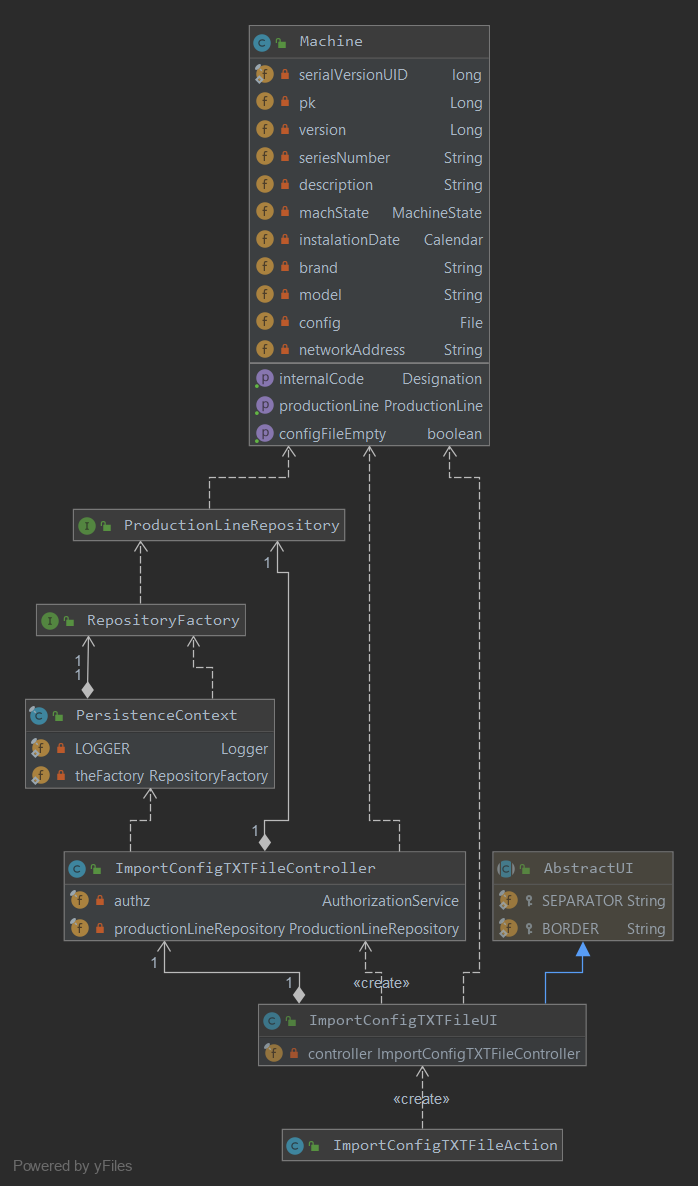 Machine
serialVersionUID long
pk Long
version Long
seriesNumber String
description String
machState MachineState
instalationDate Calendar
brand String
model String
config File
networkAddress String
internalCode Designation
productionLine ProductionLine
configFileEmpty boolean
ProductionLineRepository
1
RepositoryFactory
1
1
PersistenceContext
LOGGER Logger
theFactory RepositoryFactory
1
ImportConfigTXTFileController
authz AuthorizationService
productionLineRepository ProductionLineRepository
AbstractUI
SEPARATOR String
BORDER String
1
1
«create»
ImportConfigTXTFileUI
controller ImportConfigTXTFileController
«create»
ImportConfigTXTFileAction
Powered by yFiles